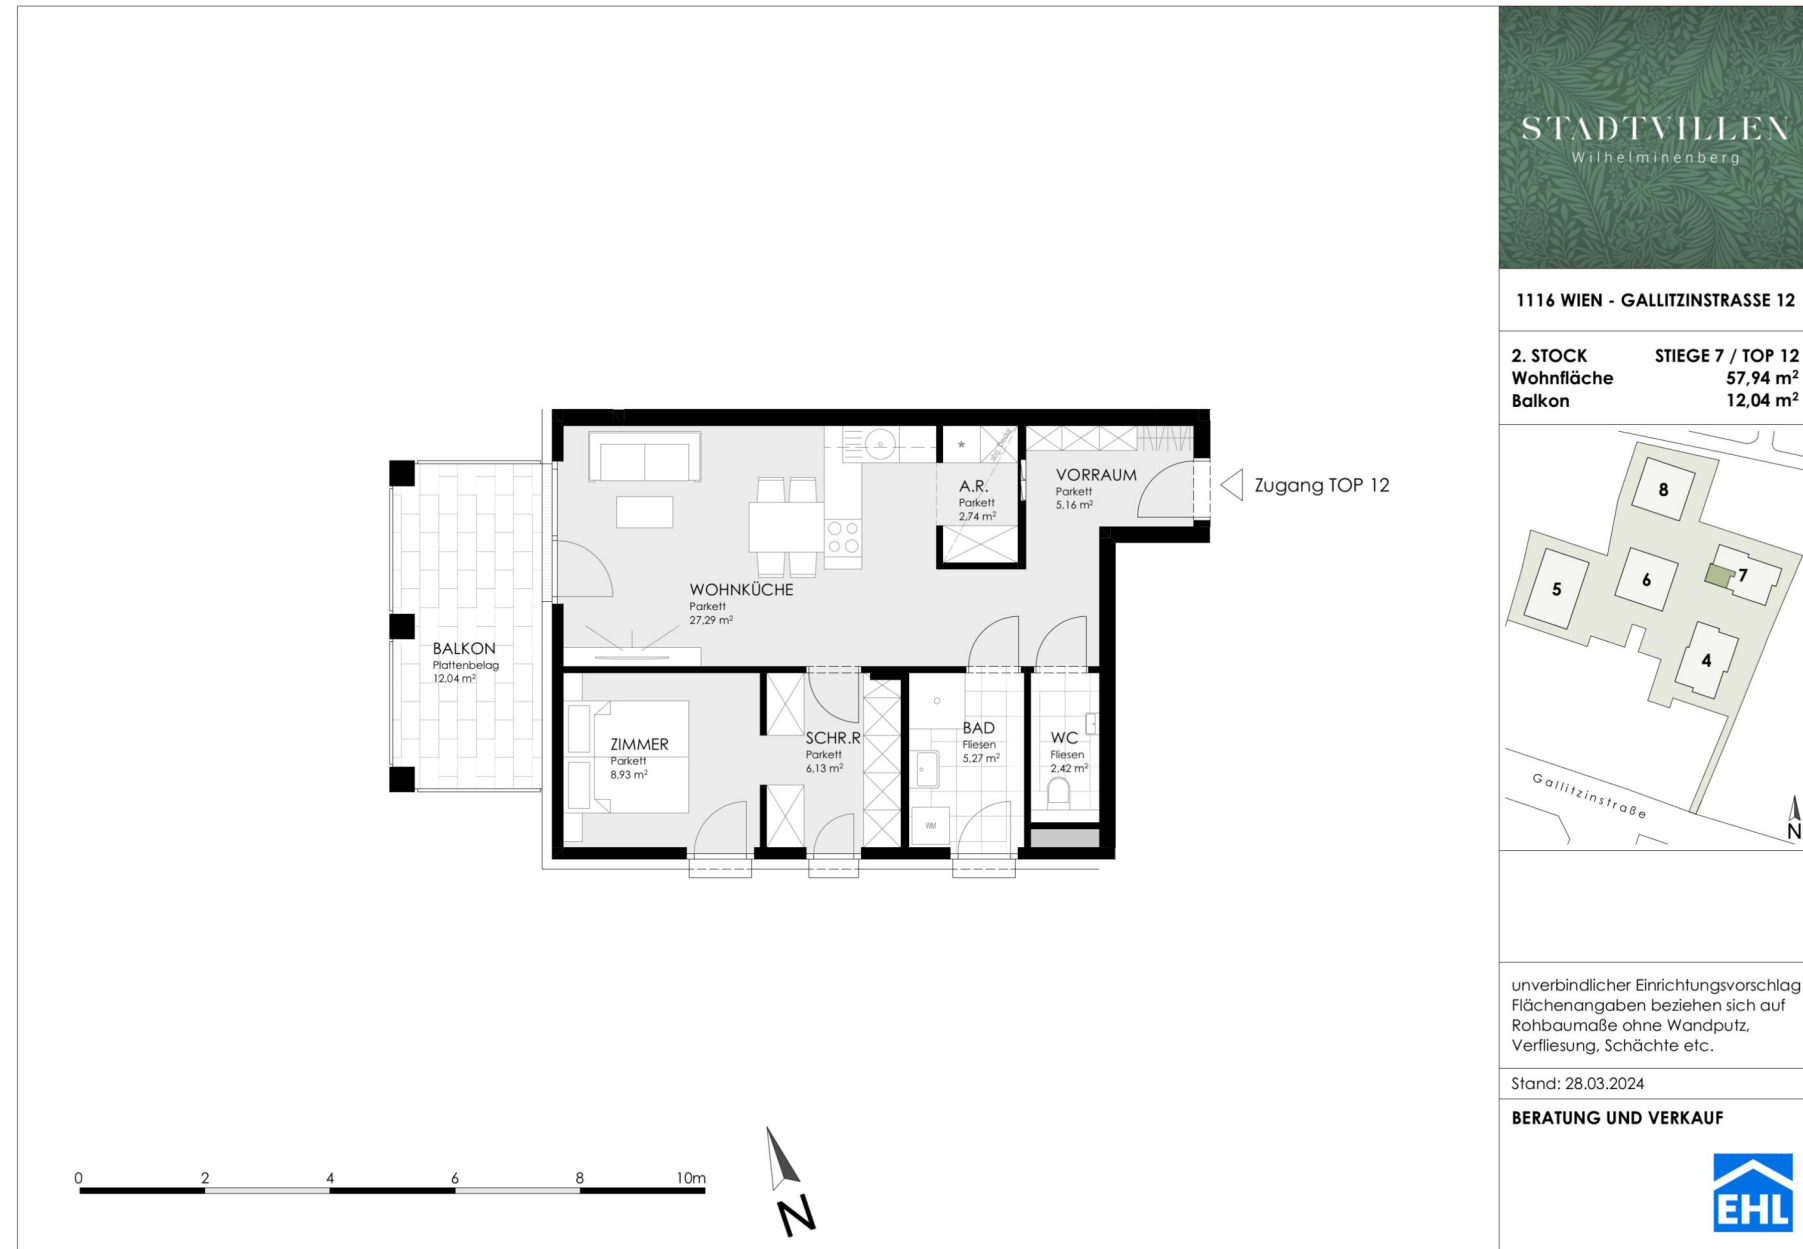 STADTVILLEN
Wilhelminenberg
1116 WIEN - GALLITZINSTRASSE 12
2. STOCK STIEGE 7 / TOP 12
Wohnfläche 57,94 m²
Balkon 12,04 m²
8
7
6
5
4
Gallitzinstraße
N
unverbindlicher Einrichtungsvorschlag
Flächenangaben beziehen sich auf
Rohbaumaße ohne Wandputz,
Verfliesung, Schächte etc.
Stand: 28.03.2024
BERATUNG UND VERKAUF
EHL
abg. Decke
*
A.R.
Parkett
2,74 m²
VORRAUM
Parkett
5,16 m²
Zugang TOP 12
WOHNKÜCHE
Parkett
27,29 m²
BALKON
Plattenbelag
12,04 m²
ZIMMER
Parkett
8,93 m²
SCHR.R
Parkett
6,13 m²
BAD
Fliesen
5,27 m²
WM
WC
Fliesen
2,42 m²
0 2 4 6 8 10m
N